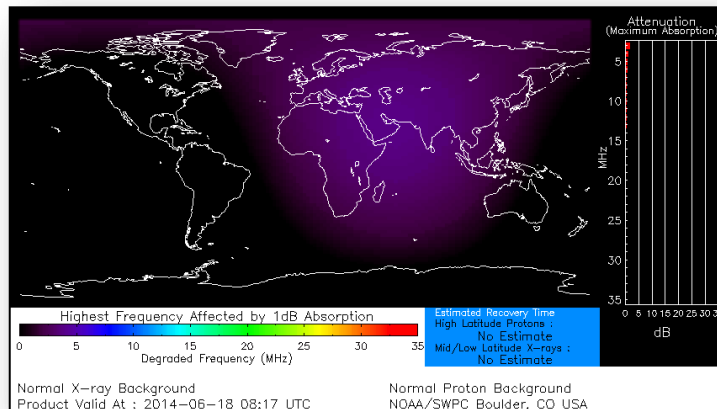 Attenuation
(Maximum Absorption)
5
10
15
20
25
30
35
MHz
0 5 10 15 20 25 30 3
dB
Highest Frequency Affected by 1dB Absorption
0 5 10 15 20 25 30 35
Degraded Frequency (MHz)
Estimated Recovery Time
High Latitude Protons :
No Estimate
Mid/Low Latitude X-rays :
No Estimate
Normal X-ray Background
Product Valid At : 2014-06-18 08:17 UTC
Normal Proton Background
NOAA/SWPC Boulder, CO USA